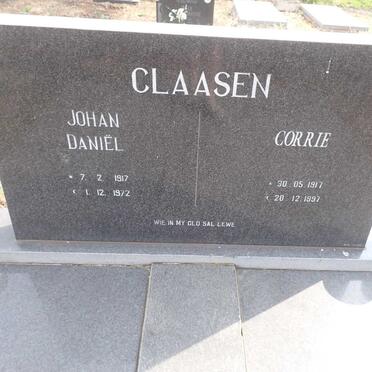 CLAASEN
JOHAN
DANIËL
* 7. 2. 1917
1. 12. 1972
CORRIE
30. 05. 1917
20. 12. 1997
WIE IN MY GLO SAL LEWE